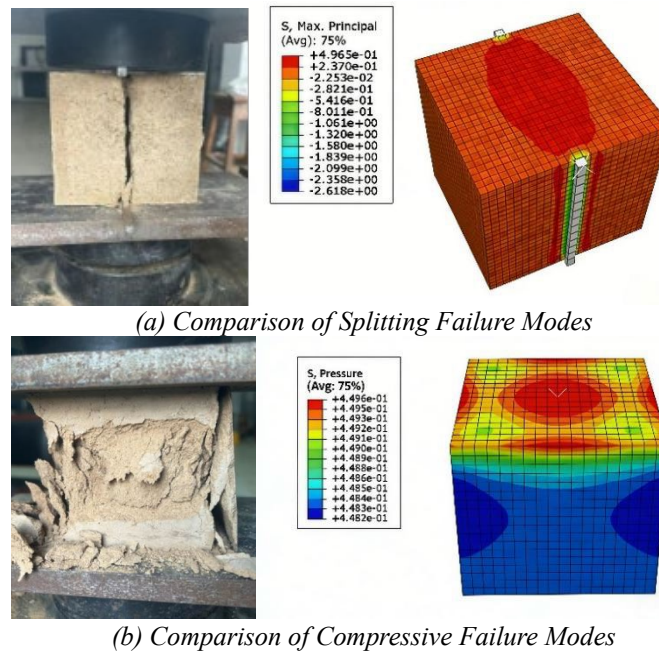 S, Max. Principal
(Avg): 75%
+4.965e-01
+2.370e-01
-2.253e-02
-2.821e-01
-5.416e-01
-8.011e-01
-1.061e+00
-1.320e+00
-1.580e+00
-1.839e+00
-2.099e+00
-2.358e+00
-2.618e+00
(a) Comparison of Splitting Failure Modes
S, Pressure
(Avg: 75%)
+4.496e-01
+4.495e-01
+4.493e-01
+4.492e-01
+4.491e-01
+4.490e-01
+4.489e-01
+4.488e-01
+4.486e-01
+4.485e-01
+4.484e-01
+4.483e-01
+4.482e-01
(b) Comparison of Compressive Failure Modes